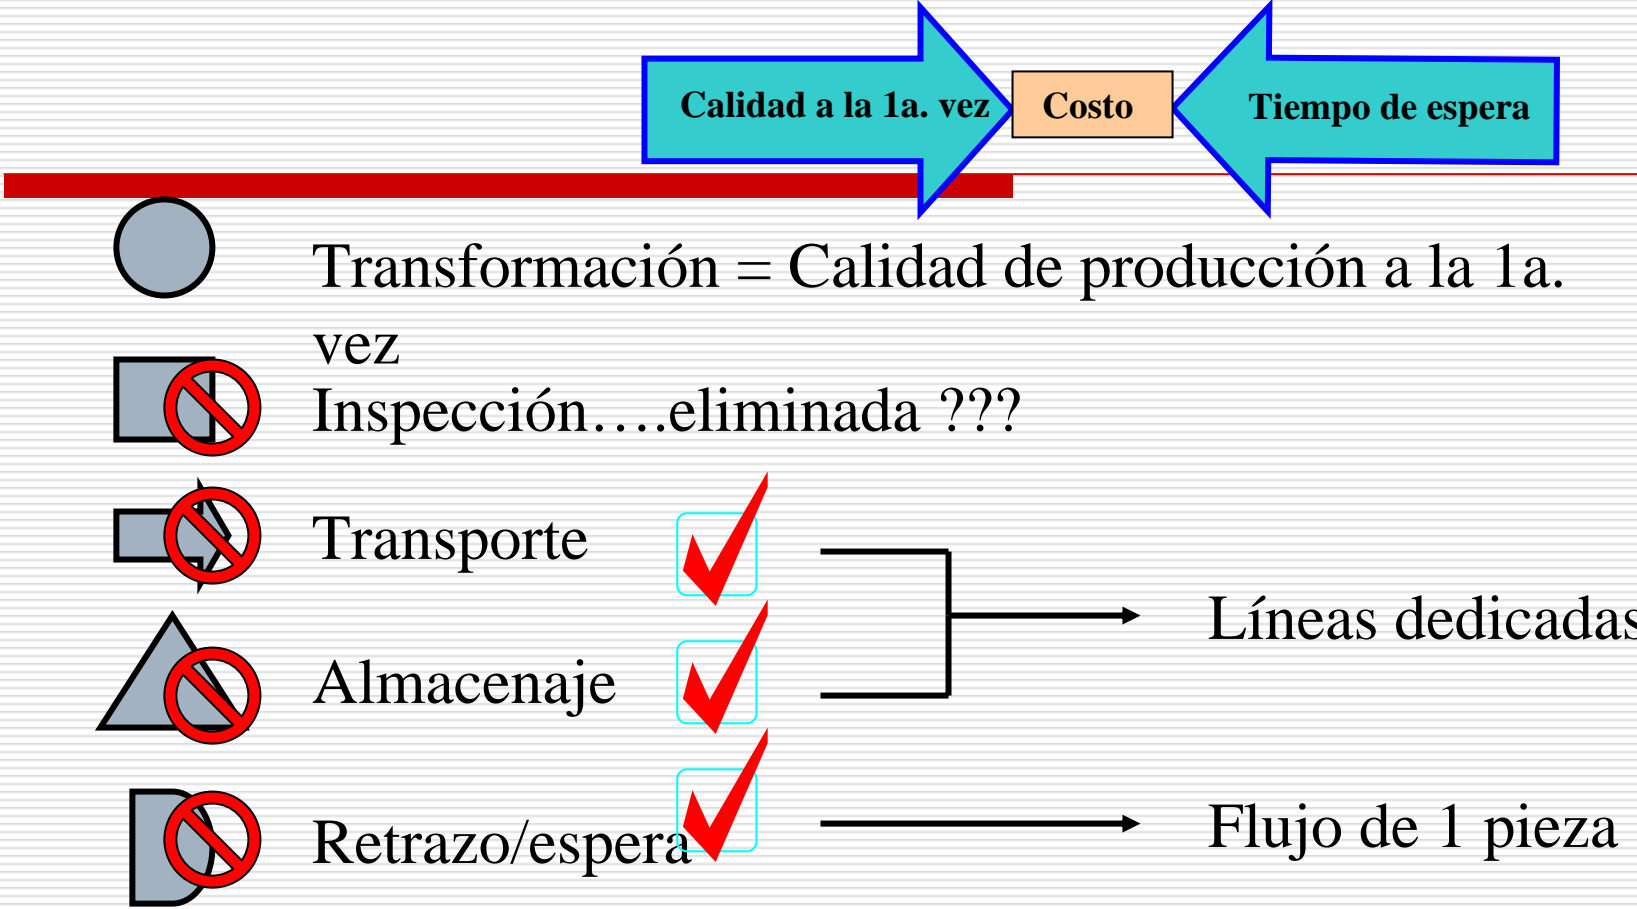 Calidad a la 1a. vez
Costo
Tiempo de espera
Transformación = Calidad de producción a la 1a.
vez
Inspección….eliminada ???
Transporte
Líneas dedicadas
Almacenaje
Retrazo/espera
Flujo de 1 pieza